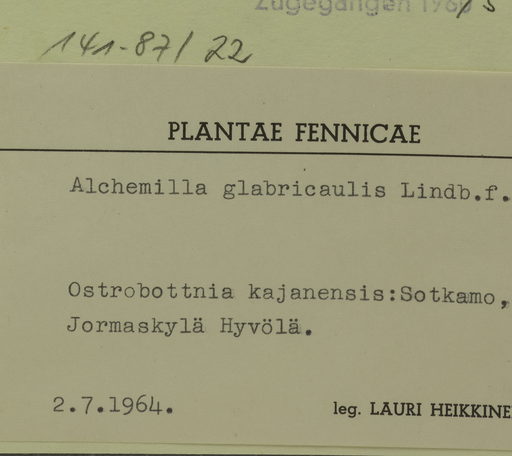 Zugegangen
141-87/22
PLANTAE FENNICAE
Alchemilla glabricaulis Lindb.f.
Ostrobottnia kajanensis:Sotkamo,
Jormaskylä Hyvölä.
2.7.1964.
leg. LAURI HEIKKINE